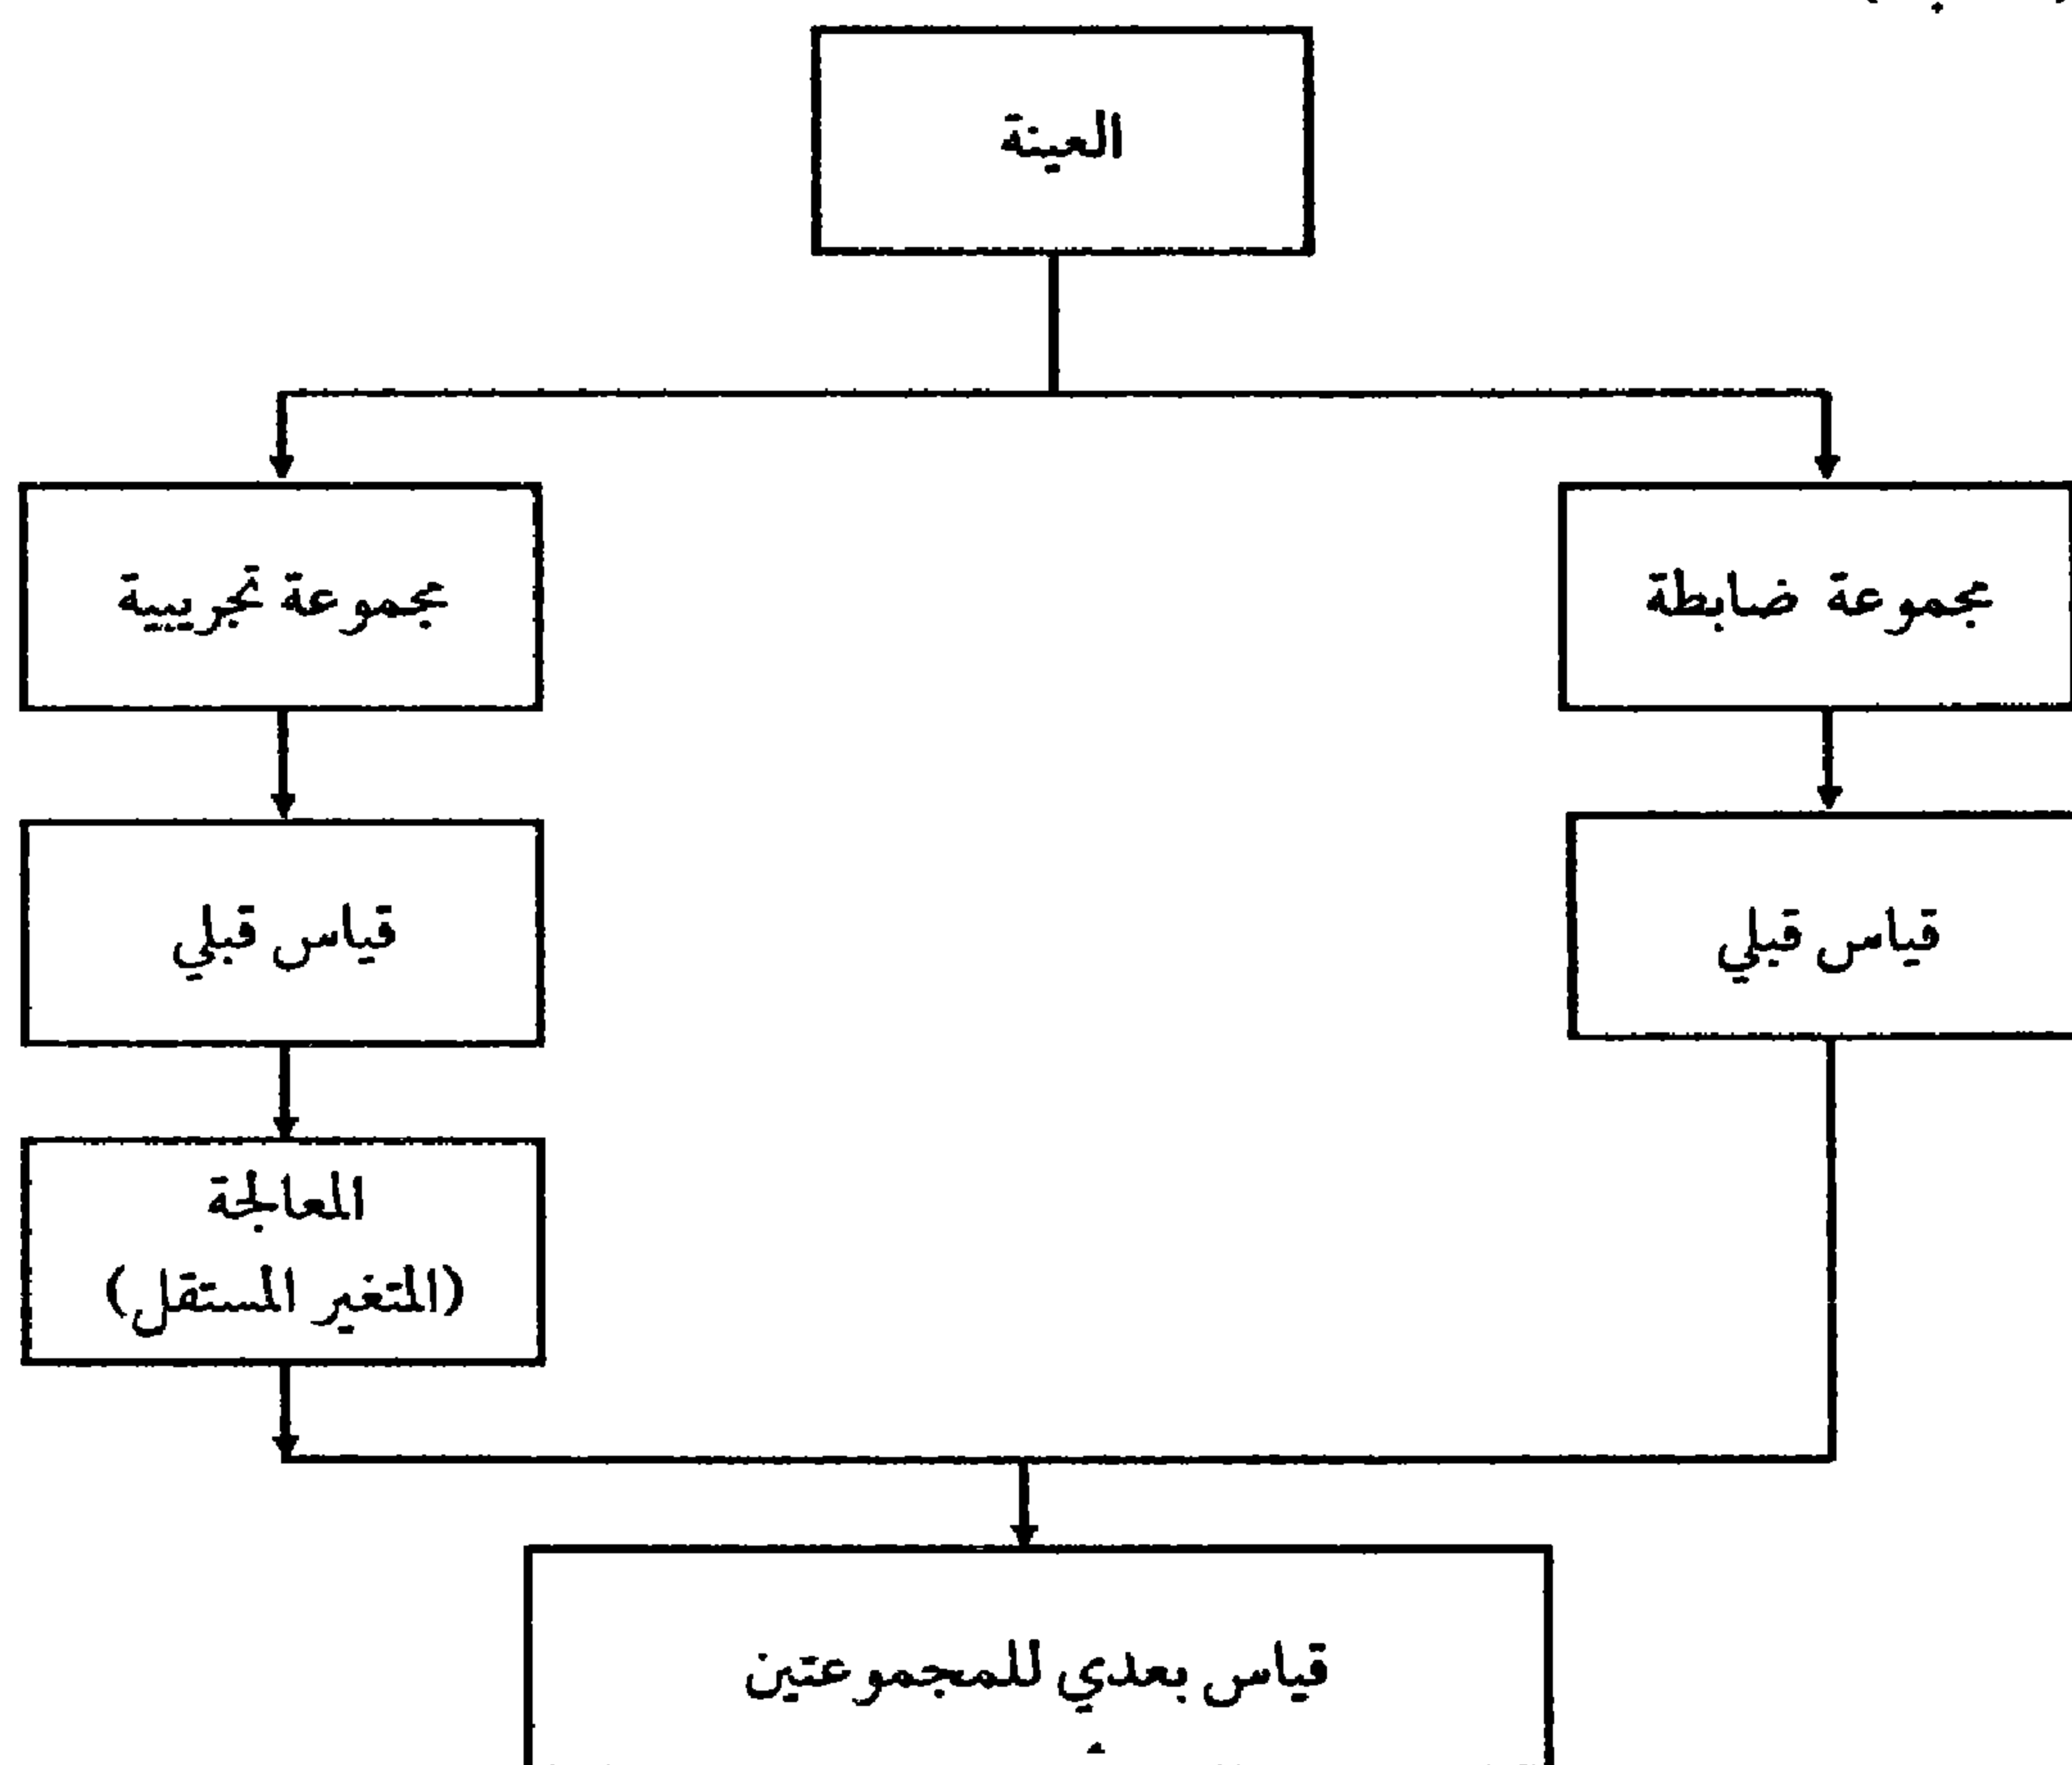 العينة
مجموعة ضابطة
مجموعة تجريبية
قياس قبلي
قياس قبلي
المعالجة
(المتغير المستقل)
قياس بعدي للمجموعتين